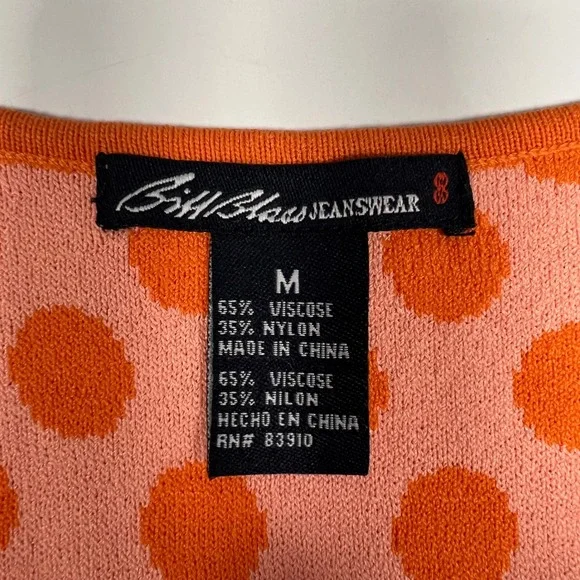 Bill Blass JEANSWEAR
M
65% VISCOSE
35% NYLON
MADE IN CHINA
65% VISCOSE
35% NILON
HECHO EN CHINA
RN# 83910